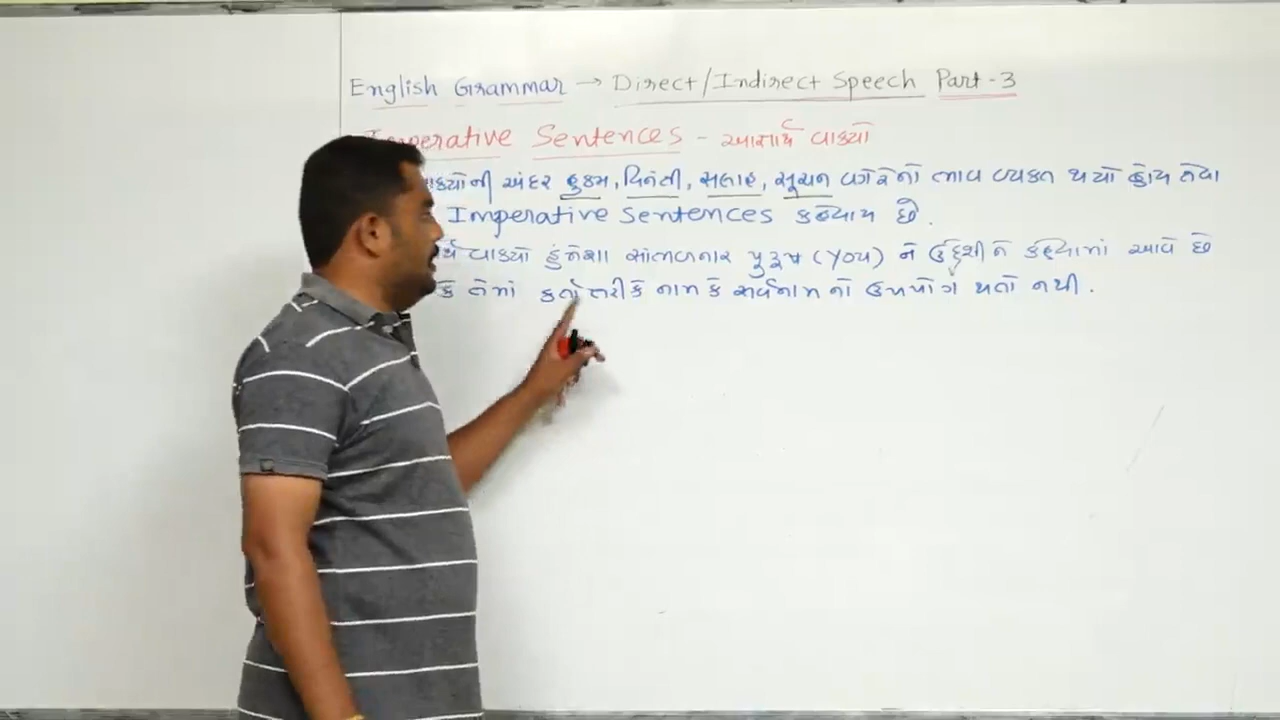 English Grammar → Direct/Indirect Speech Part-3
Imperative Sentences - આજ્ઞાર્થ વાક્યો
વાક્યોની અંદર હુકમ, વિનંતી, સલાહ, સૂચન વગેરેનો ભાવ વ્યક્ત થયો હોય તેવા
Imperative Sentences કહેવાય છે.
વાક્યો હંમેશા સાંભળનાર પુરૂષ (you) ને ઉદ્દેશીને કહેવામાં આવે છે
કે તેમાં કર્તા તરીકે નામ કે સર્વનામ નો ઉપયોગ થતો નથી.